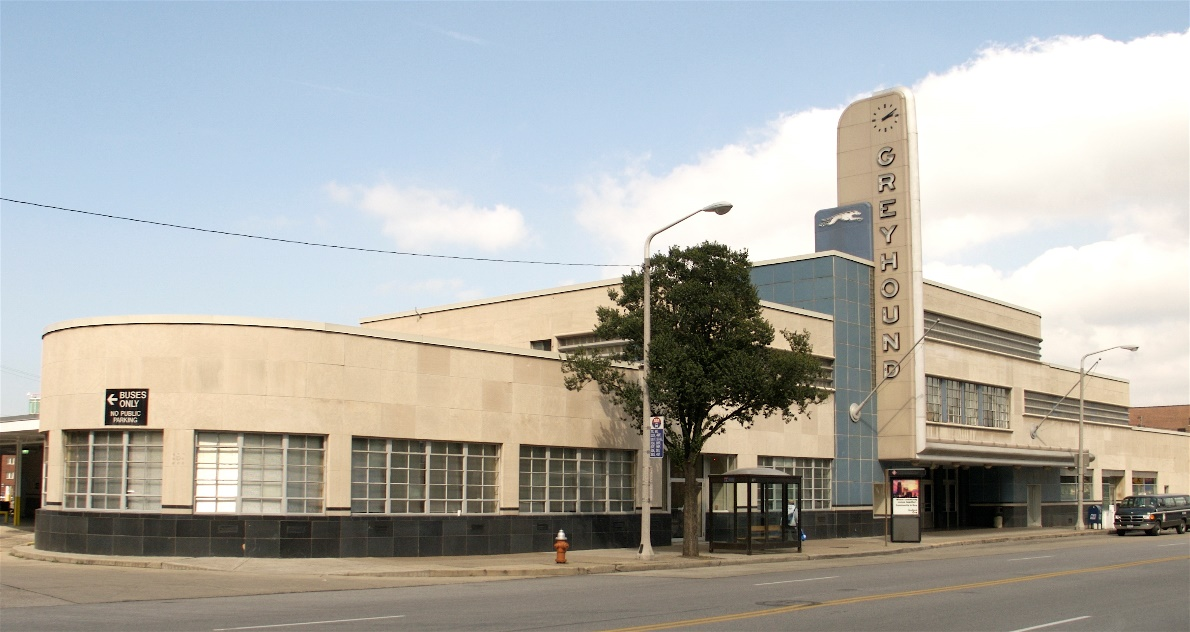 GREYHOUND
BUSES
ONLY
NO PUBLIC
PARKING